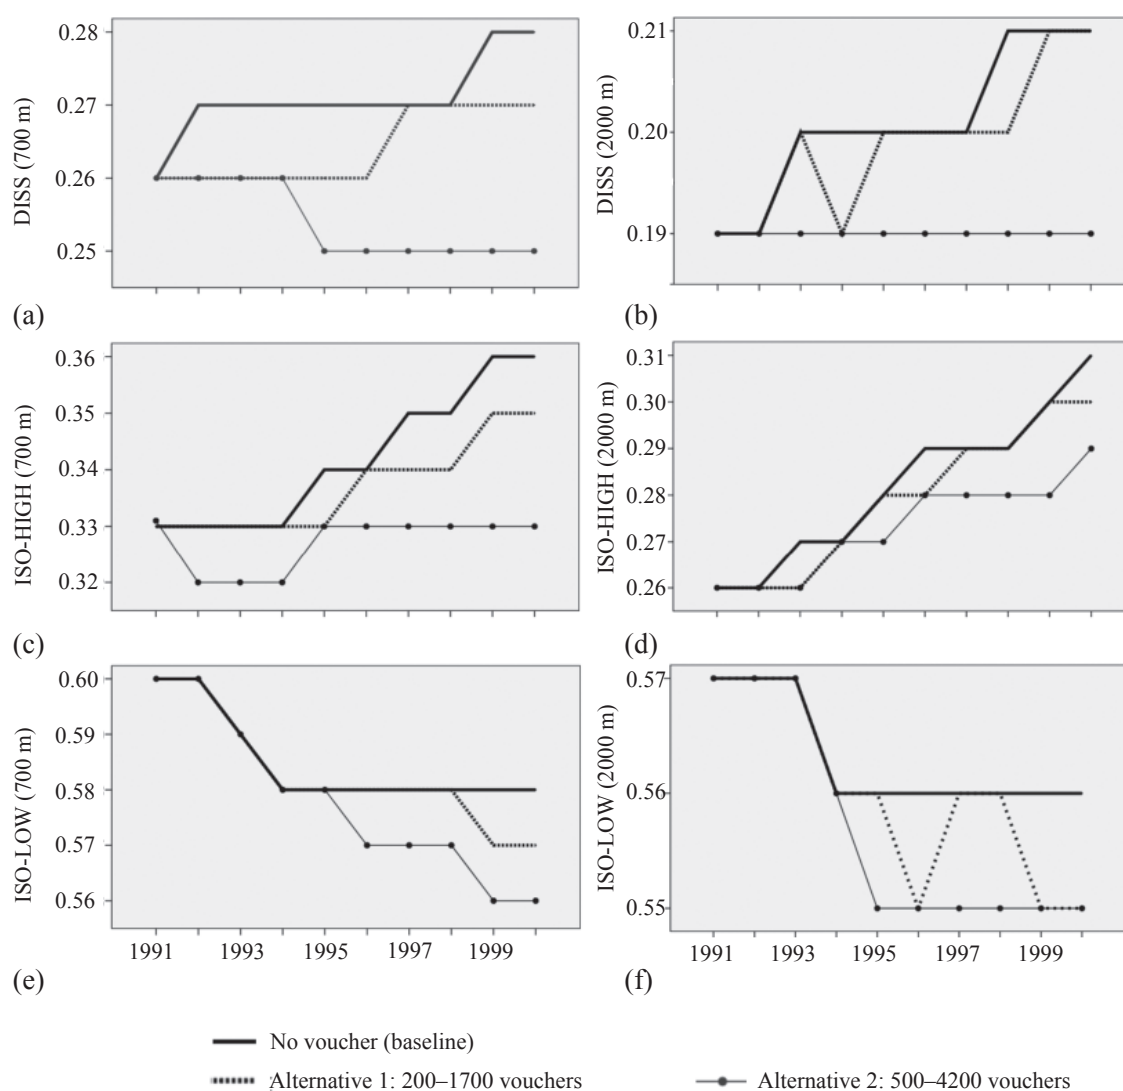 DISS (700 m)
0.28
0.27
0.26
0.25
(a)
DISS (2000 m)
0.21
0.20
0.19
(b)
ISO-HIGH (700 m)
0.36
0.35
0.34
0.33
0.32
(c)
ISO-HIGH (2000 m)
0.31
0.30
0.29
0.28
0.27
0.26
(d)
ISO-LOW (700 m)
0.60
0.59
0.58
0.57
0.56
1991 1993 1995 1997 1999
(e)
ISO-LOW (2000 m)
0.57
0.56
0.55
1991 1993 1995 1997 1999
(f)
No voucher (baseline)
Alternative 1: 200–1700 vouchers
Alternative 2: 500–4200 vouchers